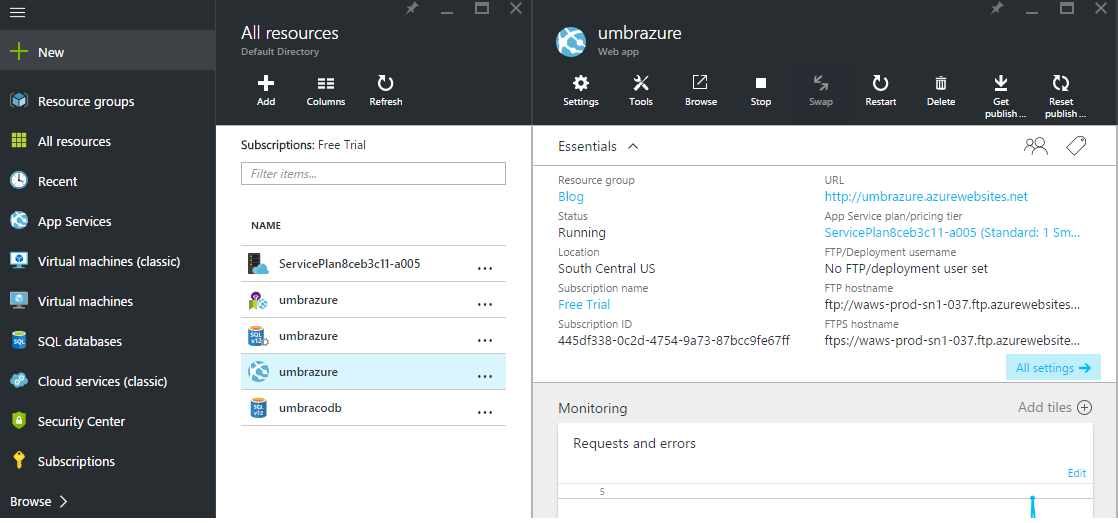 New
Resource groups
All resources
Recent
App Services
Virtual machines (classic)
Virtual machines
SQL databases
Cloud services (classic)
Security Center
Subscriptions
Browse
All resources
Default Directory
Add
Columns
Refresh
Subscriptions: Free Trial
Filter items...
NAME
ServicePlan8ceb3c11-a005
umbrazure
umbrazure
umbrazure
umbracodb
umbrazure
Web app
Settings
Tools
Browse
Stop
Swap
Restart
Delete
Get
publish ...
Reset
publish ...
Essentials
Resource group
Blog
Status
Running
Location
South Central US
Subscription name
Free Trial
Subscription ID
445df338-0c2d-4754-9a73-87bcc9fe67ff
URL
http://umbrazure.azurewebsites.net
App Service plan/pricing tier
ServicePlan8ceb3c11-a005 (Standard: 1 Sm...
FTP/Deployment username
No FTP/deployment user set
FTP hostname
ftp://waws-prod-sn1-037.ftp.azurewebsites...
FTPS hostname
ftps://waws-prod-sn1-037.ftp.azurewebsite...
All settings
Monitoring
Add tiles
Requests and errors
Edit
5